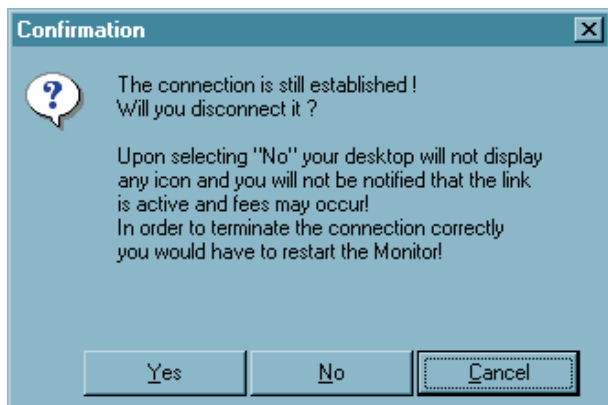 Confirmation
The connection is still established !
Will you disconnect it ?
Upon selecting "No" your desktop will not display
any icon and you will not be notified that the link
is active and fees may occur!
In order to terminate the connection correctly
you would have to restart the Monitor!
Yes
No
Cancel